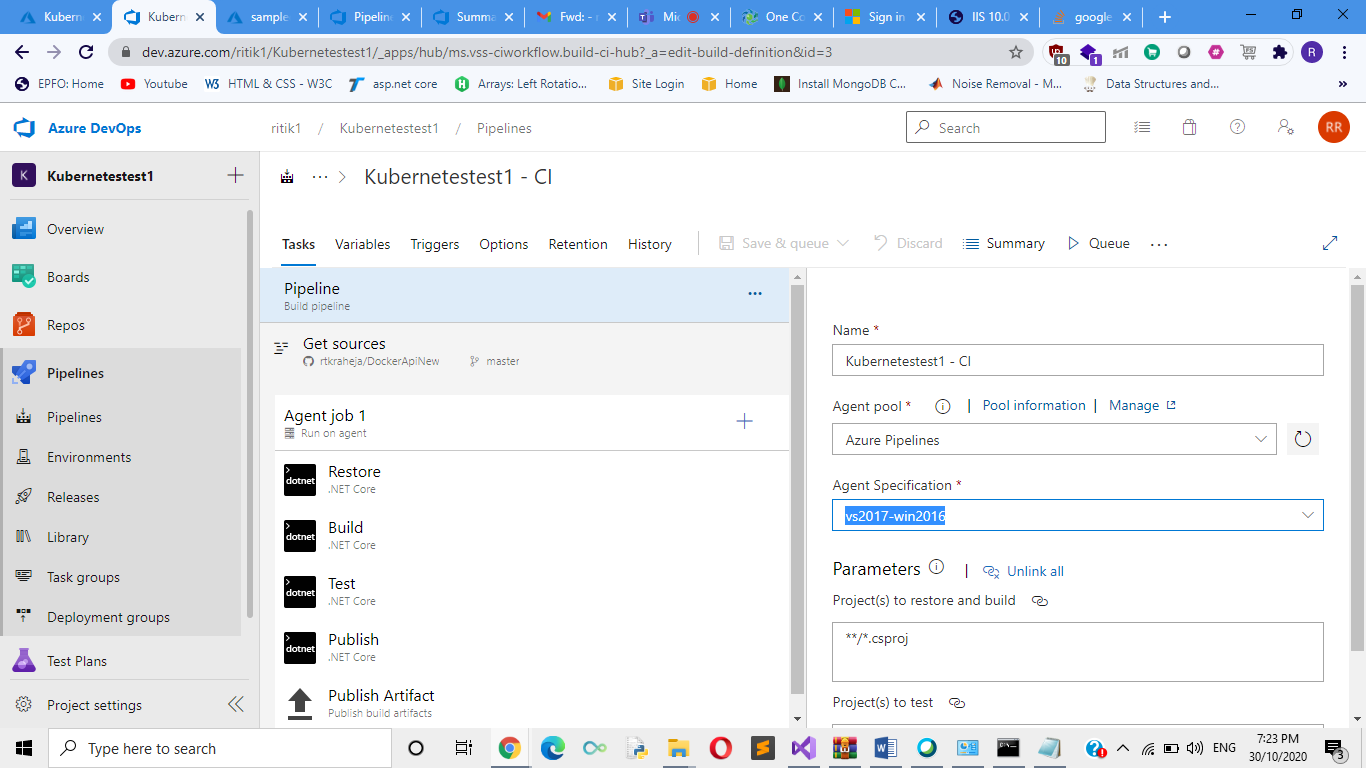 Kubern
Kubern
sample
Pipeline
Summa
Fwd: - r
Mic
One Co
Sign in
IIS 10.0
google
dev.azure.com/ritik1/Kubernetestest1/_apps/hub/ms.vss-ciworkflow.build-ci-hub?_a=edit-build-definition&id=3
10
1
R
EPFO: Home
Youtube
W3S
HTML & CSS - W3C
asp.net core
Arrays: Left Rotatio...
Site Login
Home
Install MongoDB C...
Noise Removal - M...
Data Structures and...
»
Azure DevOps
ritik1 / Kubernetestest1 / Pipelines
Search
RR
K
Kubernetestest1
Overview
Boards
Repos
Pipelines
Pipelines
Environments
Releases
Library
Task groups
Deployment groups
Test Plans
Project settings
··· > Kubernetestest1 - CI
Tasks
Variables
Triggers
Options
Retention
History
Save & queue
Discard
Summary
Queue
···
Pipeline
Build pipeline
···
Get sources
rtkraheja/DockerApiNew
master
Agent job 1
Run on agent
dotnet
Restore
.NET Core
dotnet
Build
.NET Core
dotnet
Test
.NET Core
dotnet
Publish
.NET Core
Publish Artifact
Publish build artifacts
Name *
Kubernetestest1 - CI
Agent pool * | Pool information | Manage
Azure Pipelines
Agent Specification *
vs2017-win2016
Parameters | Unlink all
Project(s) to restore and build
**/*.csproj
Project(s) to test
Type here to search
ENG
7:23 PM
30/10/2020
3